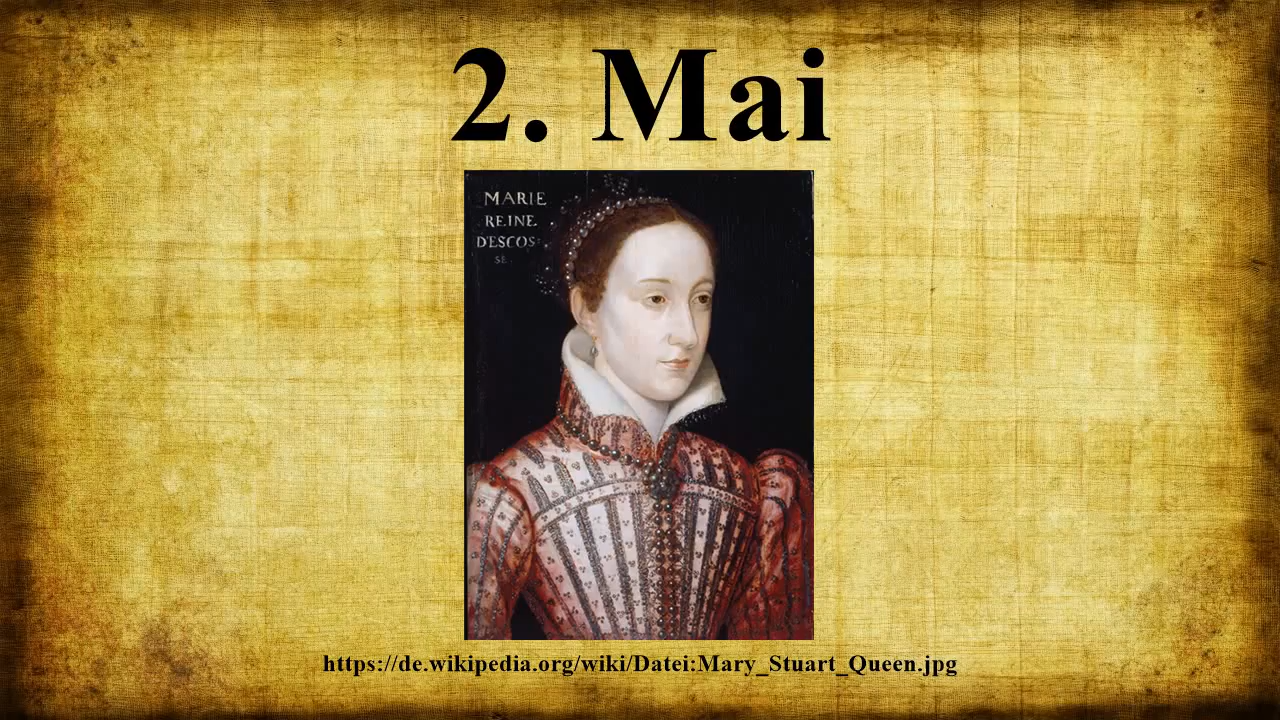 2. Mai
MARIE
REINE
D'ESCOS
SE
https://de.wikipedia.org/wiki/Datei:Mary_Stuart_Queen.jpg